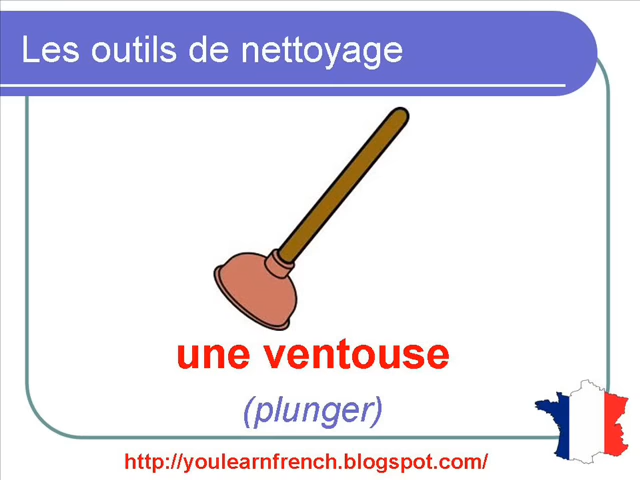 Les outils de nettoyage
une ventouse
(plunger)
http://youlearnfrench.blogspot.com/